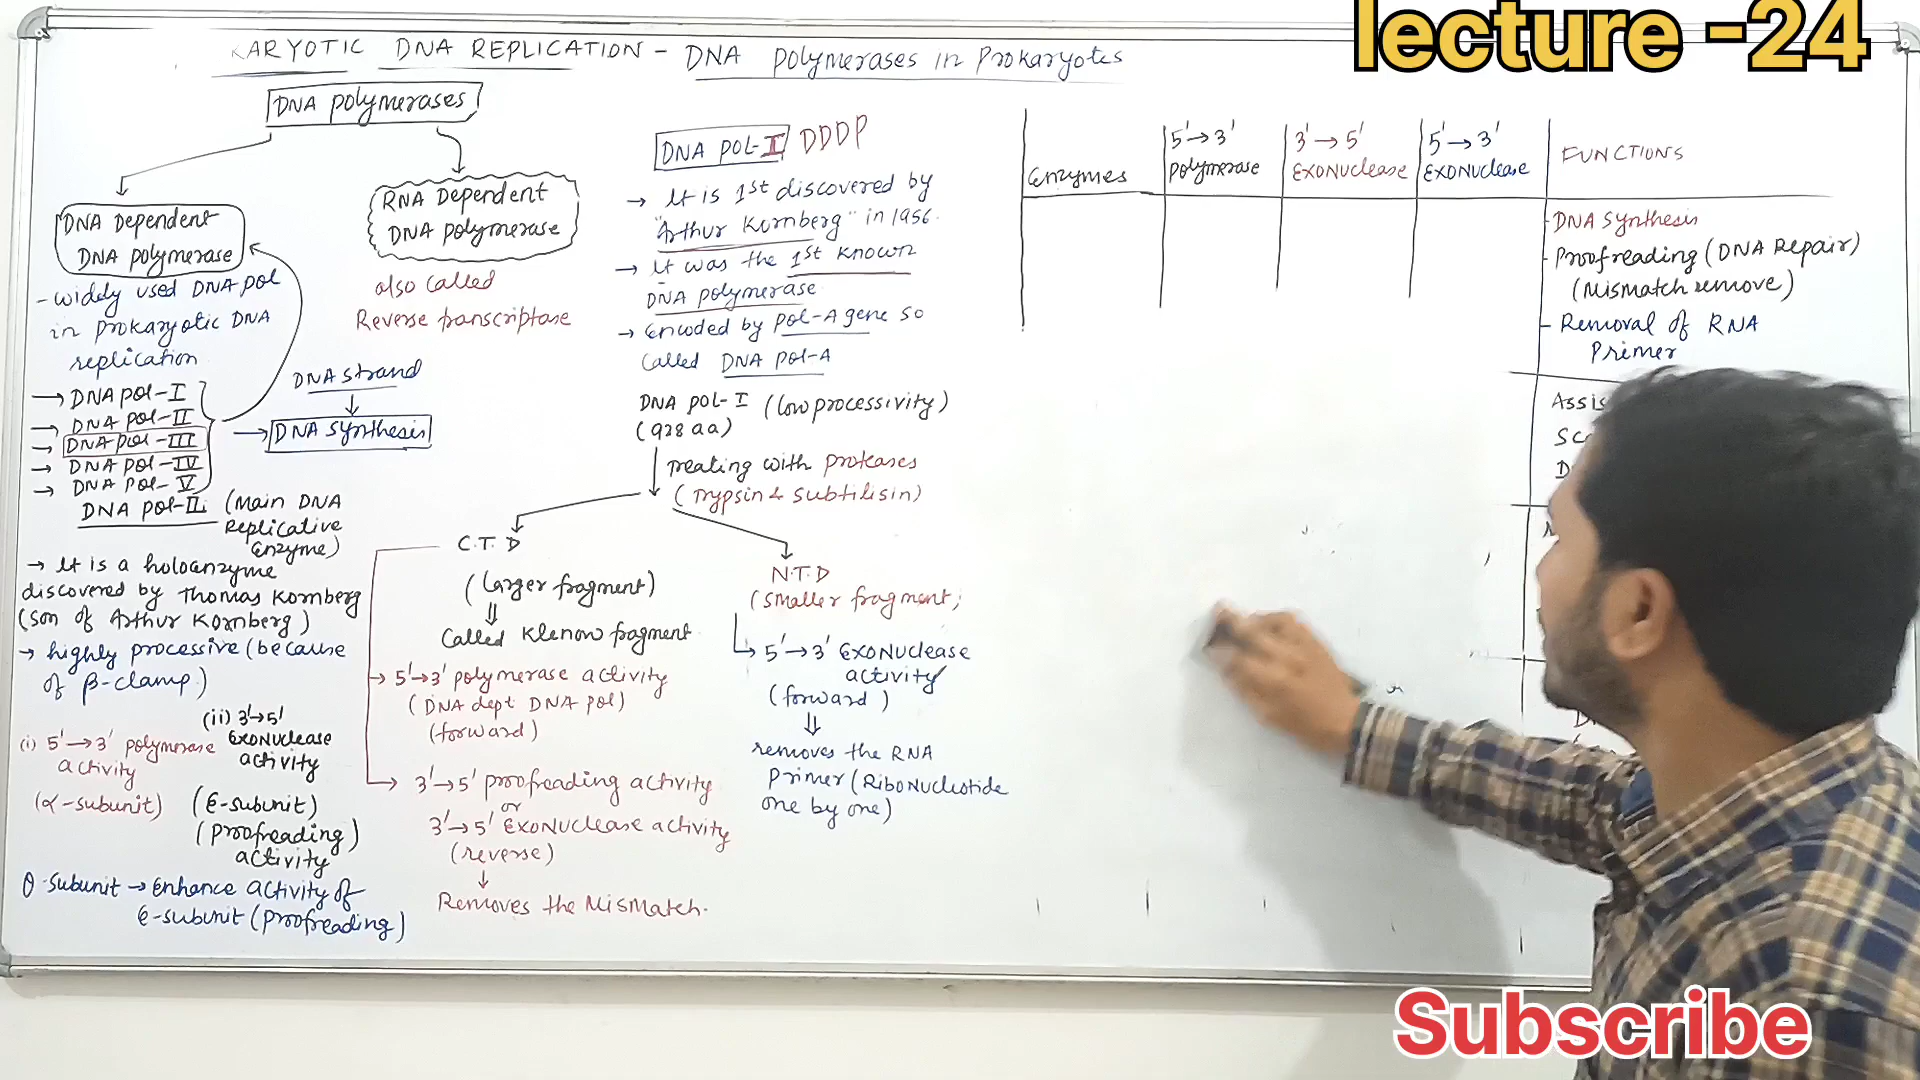 lecture -24
KARYOTIC DNA REPLICATION - DNA polymerases in Prokaryotes
DNA polymerases
DNA Dependent
DNA polymerase
RNA Dependent
DNA polymerase
also called
Reverse transcriptase
- widely used DNA pol
in prokaryotic DNA
replication
→ DNA pol-I
→ DNA pol-II
→ DNA pol-III
→ DNA pol-IV
→ DNA pol-V
DNA strand
↓
→ DNA synthesis
DNA pol-III (Main DNA
Replicative
Enzyme)
→ It is a holoenzyme
discovered by Thomas Kornberg
(son of Arthur Kornberg)
→ highly processive (because
of β-clamp)
(i) 5'→3' polymerase
activity
(α-subunit)
(ii) 3'→5'
Exonuclease
activity
(ε-subunit)
(proofreading)
activity
θ-subunit → Enhance activity of
ε-subunit (proofreading)
DNA pol-I DDDP
→ It is 1st discovered by
"Arthur Kornberg" in 1956.
→ It was the 1st known
DNA polymerase
→ Encoded by pol-A gene so
called DNA pol-A
DNA pol-I (low processivity)
(928 aa)
Treating with proteases
(Trypsin & subtilisin)
C.T.D
(larger fragment)
⇓
Called Klenow fragment
→ 5'→3' polymerase activity
(DNA dept DNA pol)
(forward)
→ 3'→5' proofreading activity
or
3'→5' Exonuclease activity
(reverse)
↓
Removes the Mismatch.
N.T.D
(smaller fragment)
5'→3' Exonuclease
activity
(forward)
⇓
removes the RNA
Primer (Ribonucleotide
one by one)
Enzymes
5'→3'
polymerase
3'→5'
Exonuclease
5'→3'
Exonuclease
FUNCTIONS
- DNA synthesis
- Proofreading (DNA Repair)
(Mismatch remove)
- Removal of RNA
Primer
Subscribe